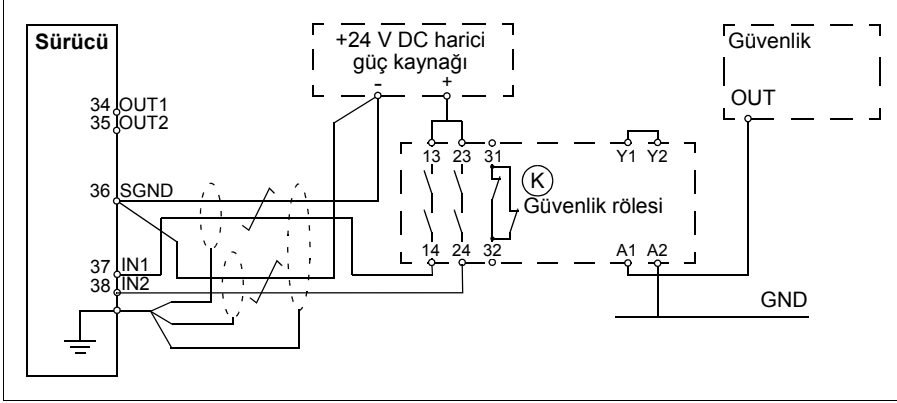 Sürücü
+24 V DC harici
güç kaynağı
- +
Güvenlik
OUT
34 OUT1
35 OUT2
13 23 31
Y1 Y2
K
36 SGND
Güvenlik rölesi
14 24 32
A1 A2
37 IN1
38 IN2
GND